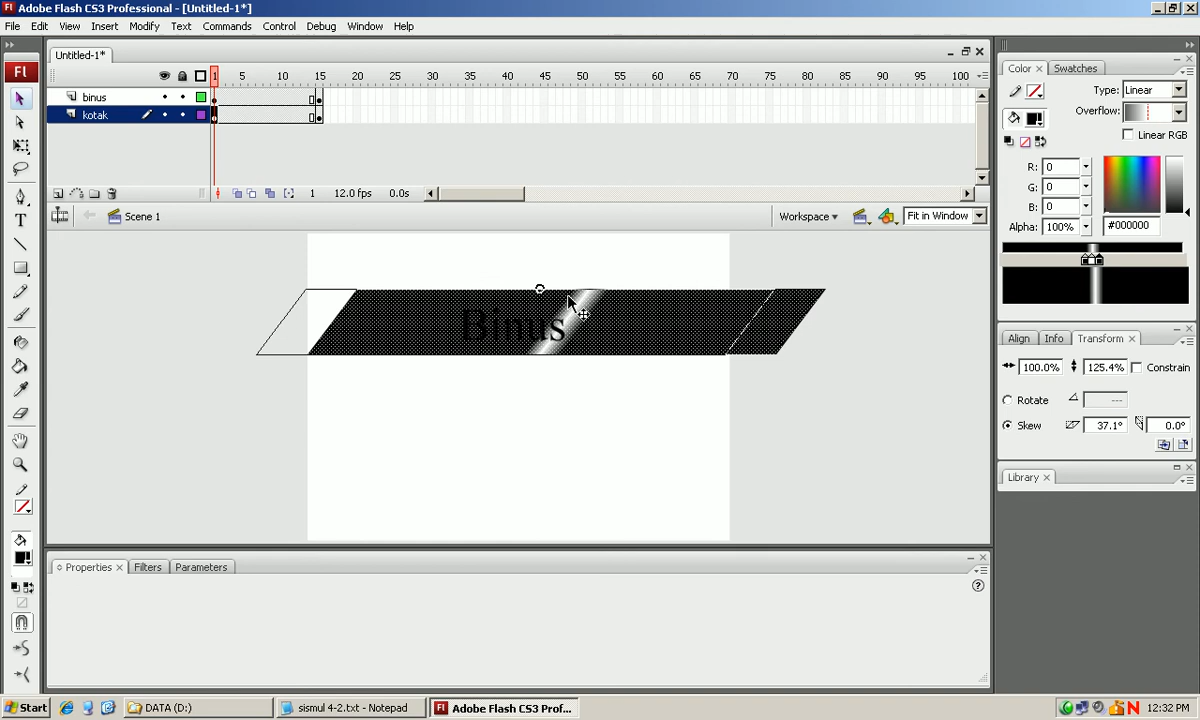 Adobe Flash CS3 Professional - [Untitled-1*]
File Edit View Insert Modify Text Commands Control Debug Window Help
Untitled-1*
1 5 10 15 20 25 30 35 40 45 50 55 60 65 70 75 80 85 90 95 100
binus
kotak
1 12.0 fps 0.0s
Scene 1
Workspace
Fit in Window
Binus
Properties Filters Parameters
Color Swatches
Type: Linear
Overflow:
Linear RGB
R: 0
G: 0
B: 0
Alpha: 100% #000000
Align Info Transform
100.0% 125.4% Constrain
Rotate ---
Skew 37.1° 0.0°
Library
Start DATA (D:) sismul 4-2.txt - Notepad Adobe Flash CS3 Prof... 12:32 PM